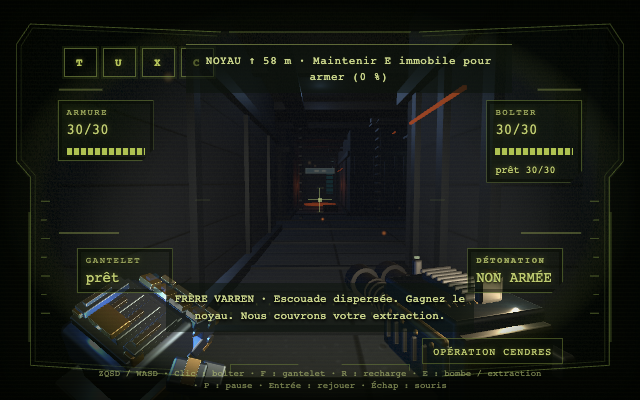 T U X C
NOYAU ↑ 58 m · Maintenir E immobile pour
armer (0 %)
ARMURE
30/30
BOLTER
30/30
prêt 30/30
GANTELET
prêt
DÉTONATION
NON ARMÉE
FRÈRE VARREN · Escouade dispersée. Gagnez le
noyau. Nous couvrons votre extraction.
OPÉRATION CENDRES
ZQSD / WASD · Clic : bolter · F : gantelet · R : recharge · E : bombe / extraction
· P : pause · Entrée : rejouer · Échap : souris